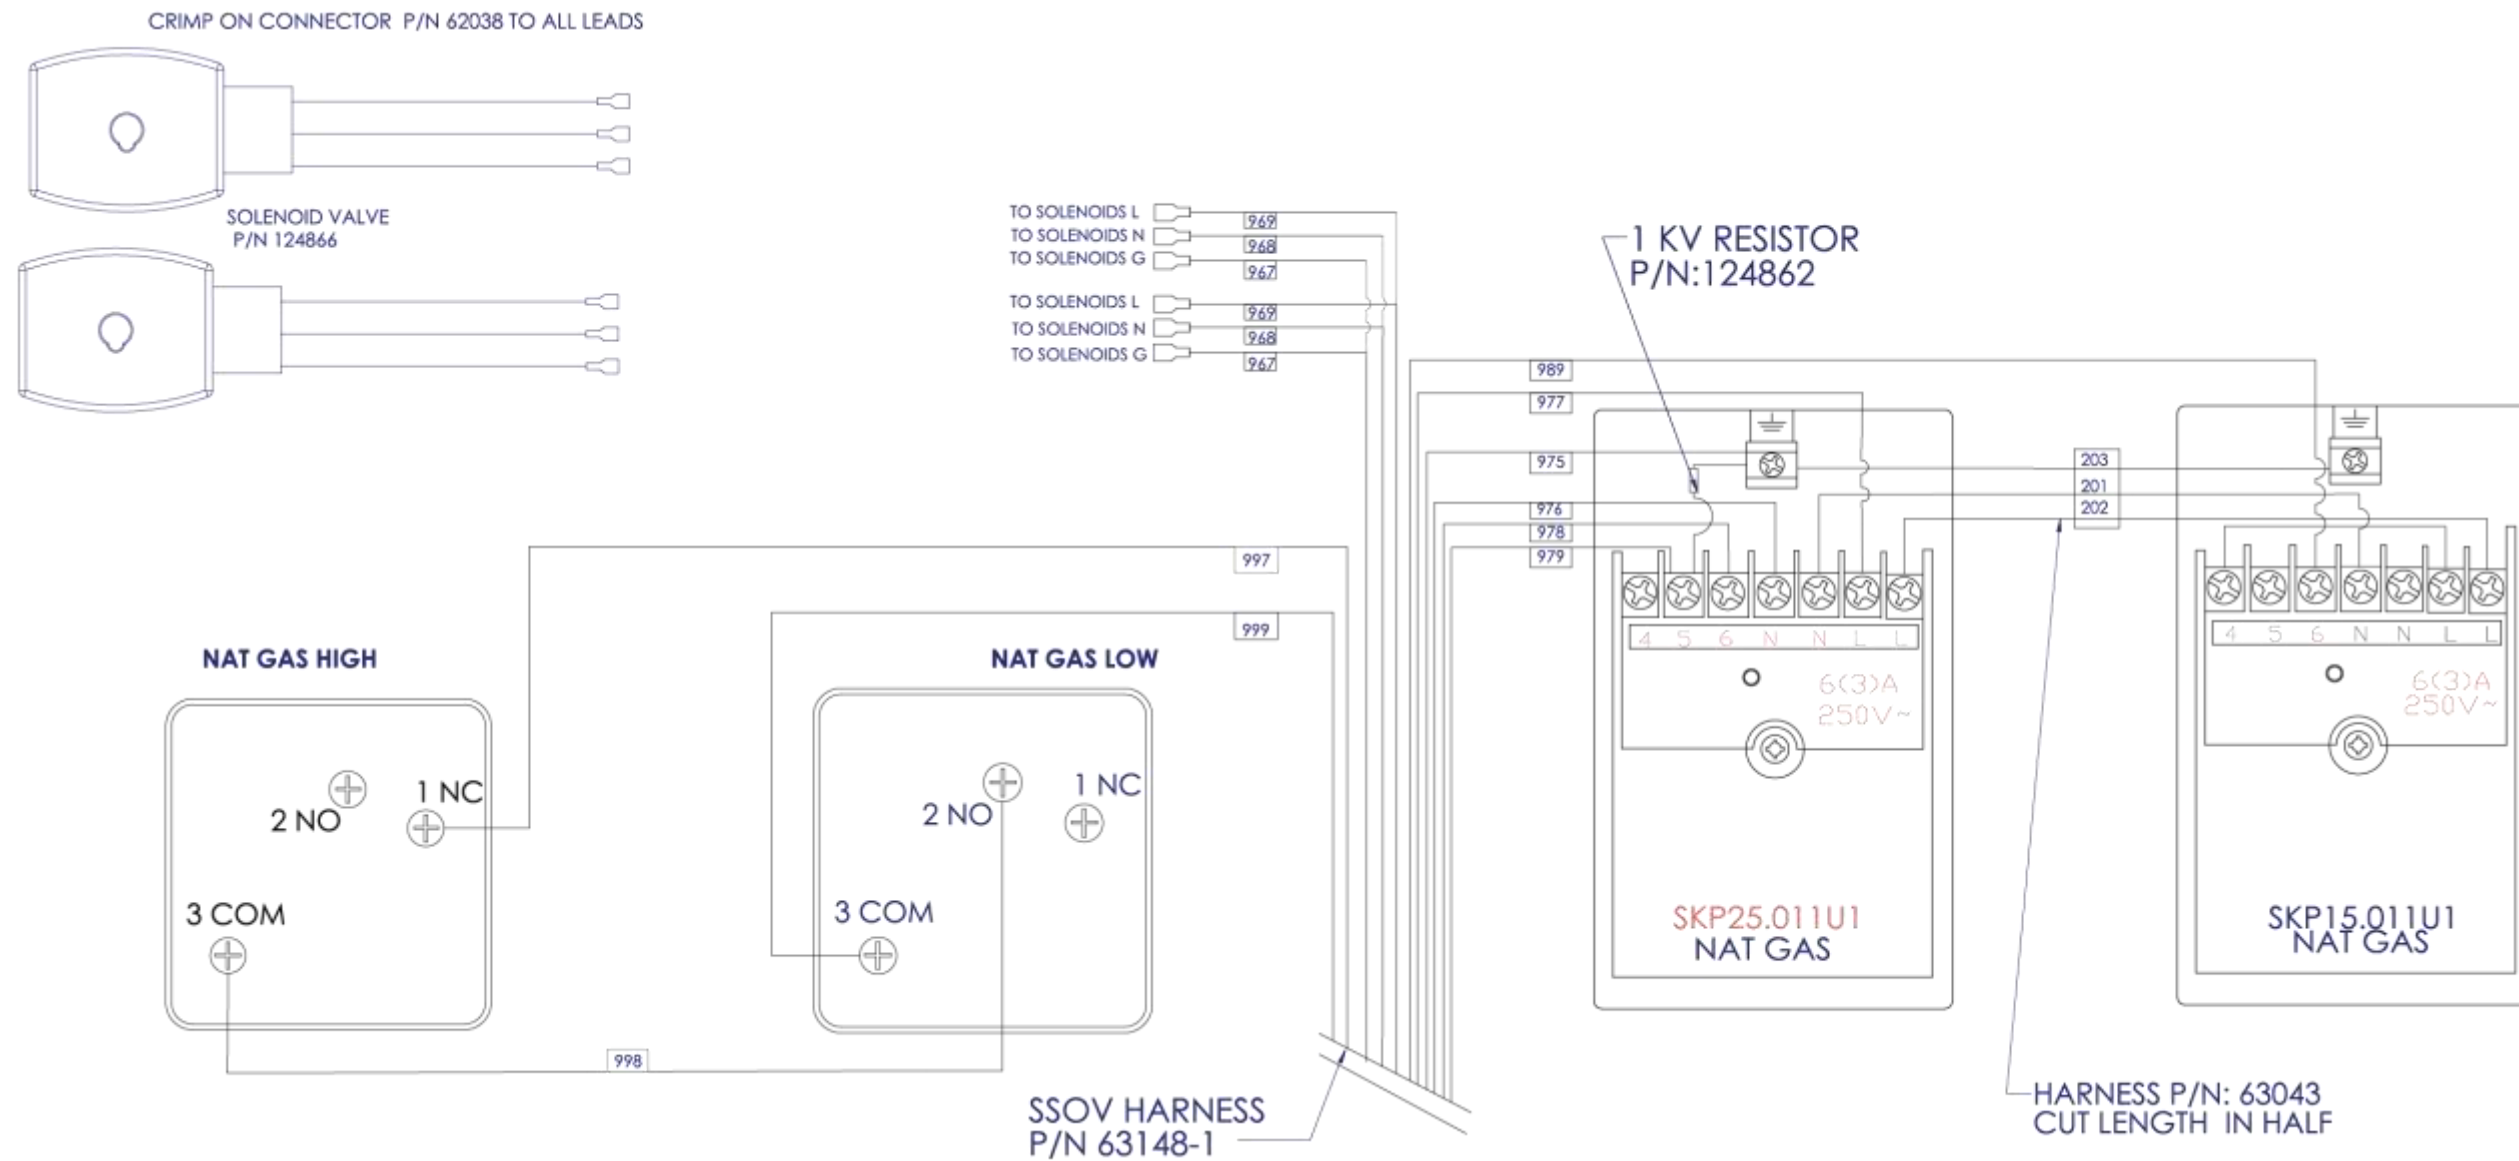 CRIMP ON CONNECTOR P/N 62038 TO ALL LEADS
SOLENOID VALVE
P/N 124866
TO SOLENOIDS L
969
TO SOLENOIDS N
968
TO SOLENOIDS G
967
TO SOLENOIDS L
969
TO SOLENOIDS N
968
TO SOLENOIDS G
967
1 KV RESISTOR
P/N:124862
989
977
975
976
978
979
203
201
202
997
999
NAT GAS HIGH
2 NO
1 NC
3 COM
998
NAT GAS LOW
2 NO
1 NC
3 COM
SSOV HARNESS
P/N 63148-1
4 5 6 N N L L
6(3)A
250V~
SKP25.011U1
NAT GAS
4 5 6 N N L L
6(3)A
250V~
SKP15.011U1
NAT GAS
HARNESS P/N: 63043
CUT LENGTH IN HALF